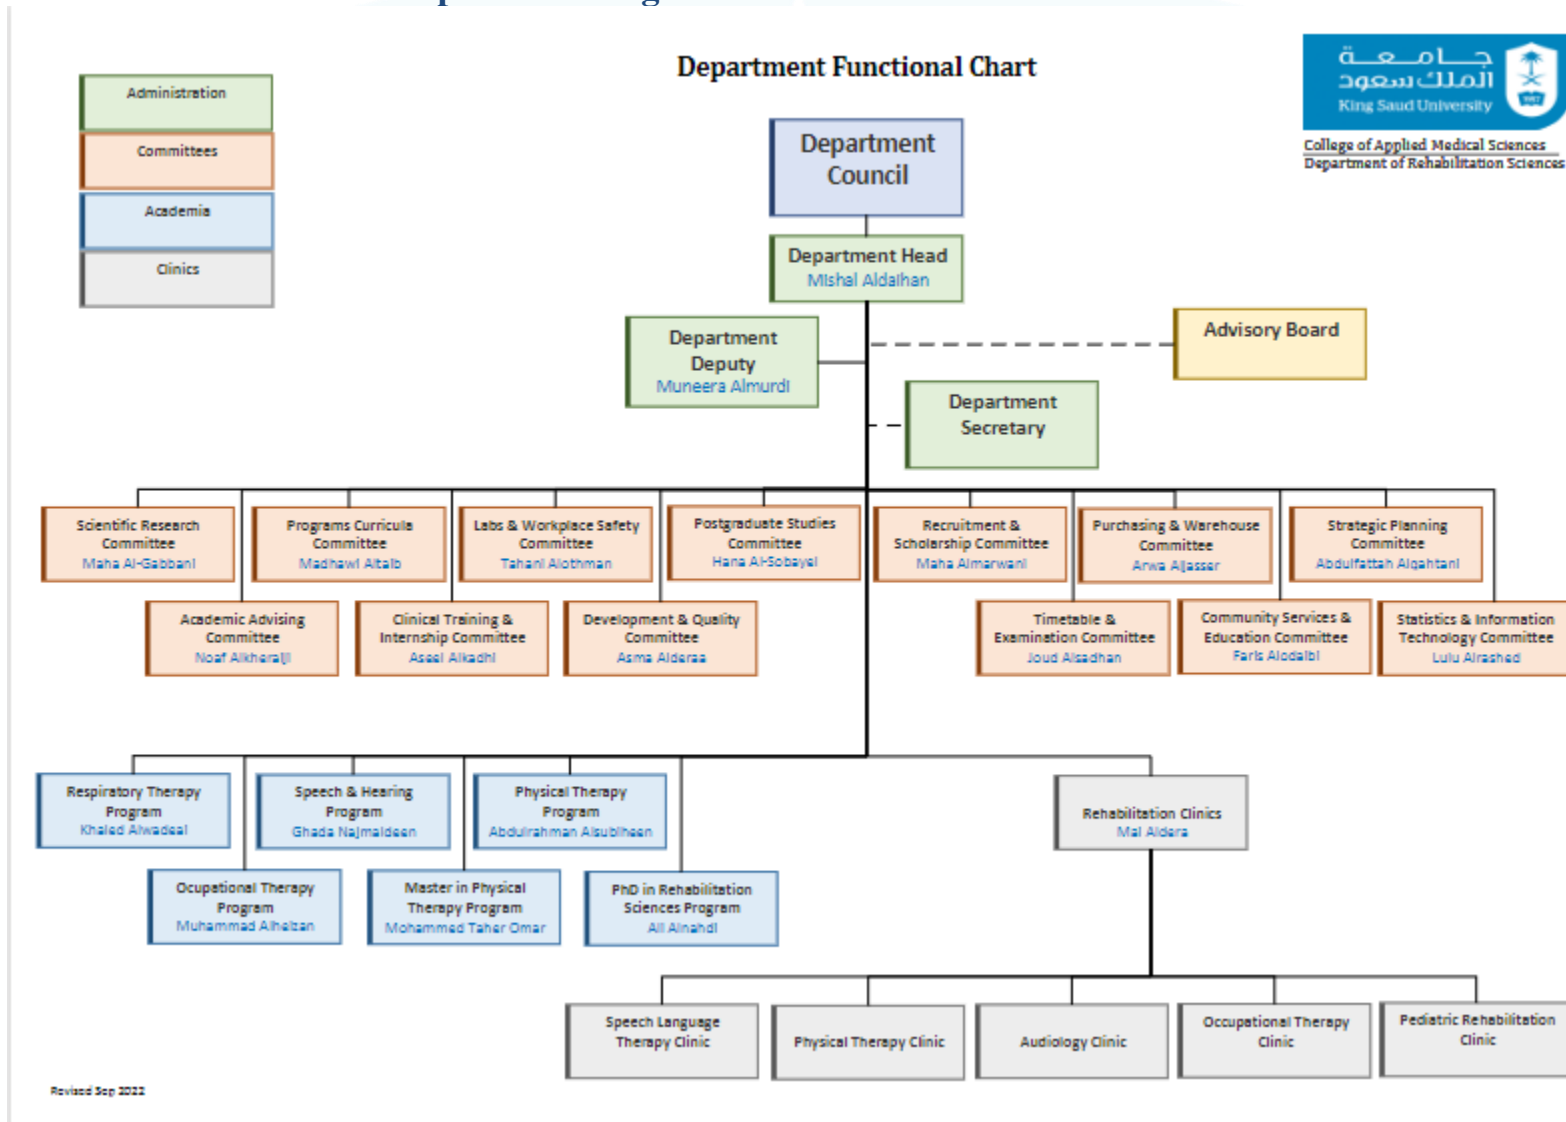 Department Functional Chart
جامعة
الملك سعود
King Saud University
1957
College of Applied Medical Sciences
Department of Rehabilitation Sciences
Administration
Committees
Academia
Clinics
Department
Council
Department Head
Mishal Aldaihan
Department
Deputy
Muneera Almurdi
Advisory Board
Department
Secretary
Scientific Research
Committee
Maha Al-Gabbani
Programs Curricula
Committee
Madhawi Altaib
Labs & Workplace Safety
Committee
Tahani Alothman
Postgraduate Studies
Committee
Hana Al-Sobayel
Recruitment &
Scholarship Committee
Maha Almarwani
Purchasing & Warehouse
Committee
Arwa Aljasser
Strategic Planning
Committee
Abdulfattah Alqahtani
Academic Advising
Committee
Noaf Alkheraiji
Clinical Training &
Internship Committee
Aseel Alkadhi
Development & Quality
Committee
Asma Alderaa
Timetable &
Examination Committee
Joud Alsadhan
Community Services &
Education Committee
Faris Alodaibi
Statistics & Information
Technology Committee
Lulu Alrashed
Respiratory Therapy
Program
Khaled Alwadeai
Speech & Hearing
Program
Ghada Najmaldeen
Physical Therapy
Program
Abdulrahman Alsubiheen
Rehabilitation Clinics
Mai Aldera
Ocupational Therapy
Program
Muhammad Alheizan
Master in Physical
Therapy Program
Mohammed Taher Omar
PhD in Rehabilitation
Sciences Program
Ali Alnahdi
Speech Language
Therapy Clinic
Physical Therapy Clinic
Audiology Clinic
Occupational Therapy
Clinic
Pediatric Rehabilitation
Clinic
Revised Sep 2022